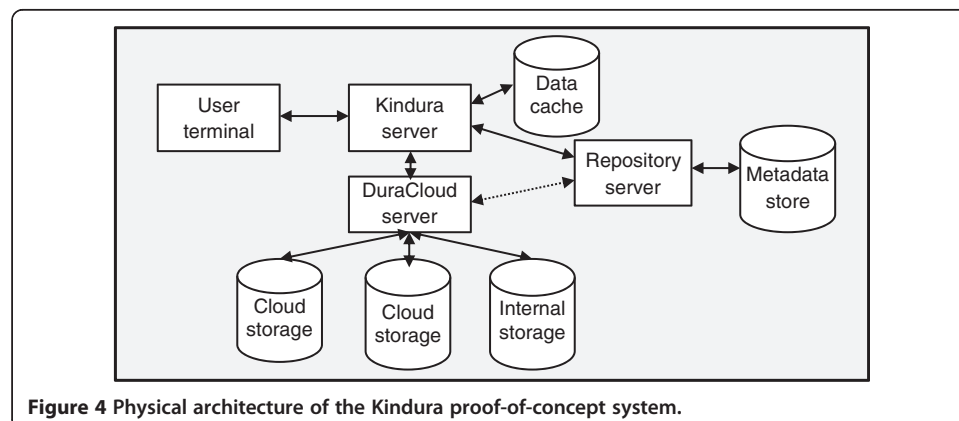 User
terminal
Kindura
server
Data
cache
Repository
server
Metadata
store
DuraCloud
server
Cloud
storage
Cloud
storage
Internal
storage
Figure 4 Physical architecture of the Kindura proof-of-concept system.